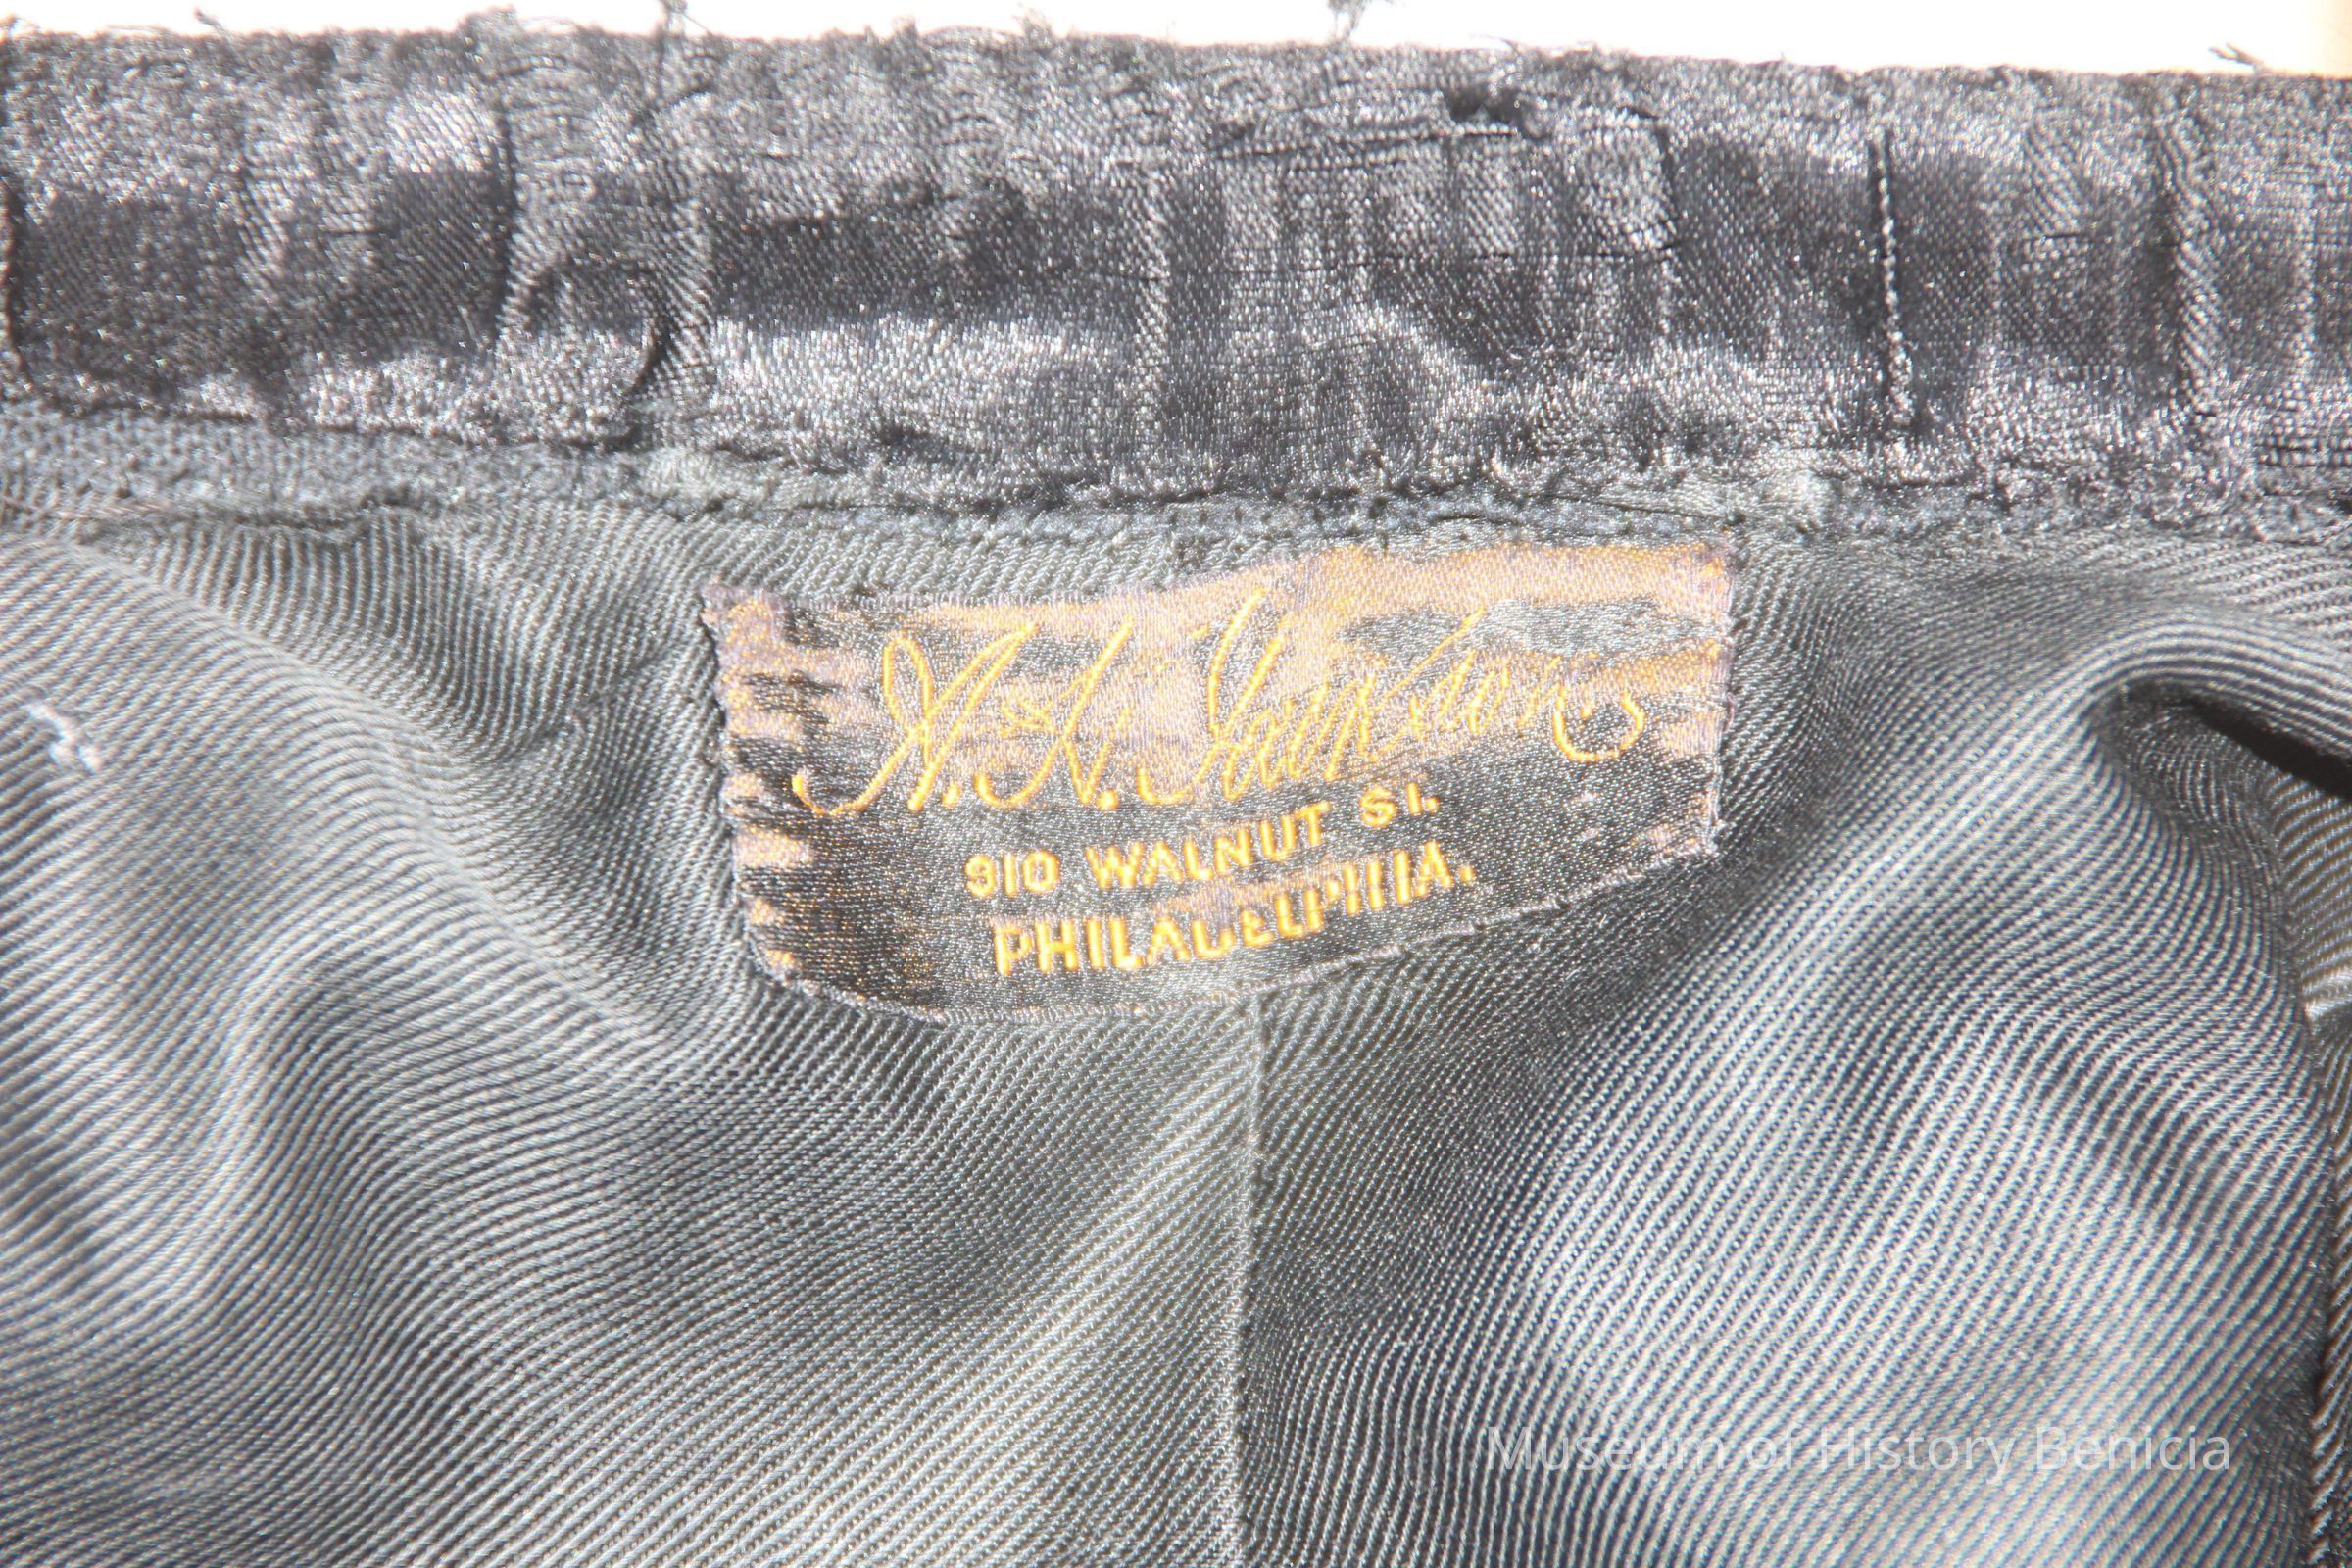 910 WALNUT ST.
PHILADELPHIA.
Museum of History Benicia